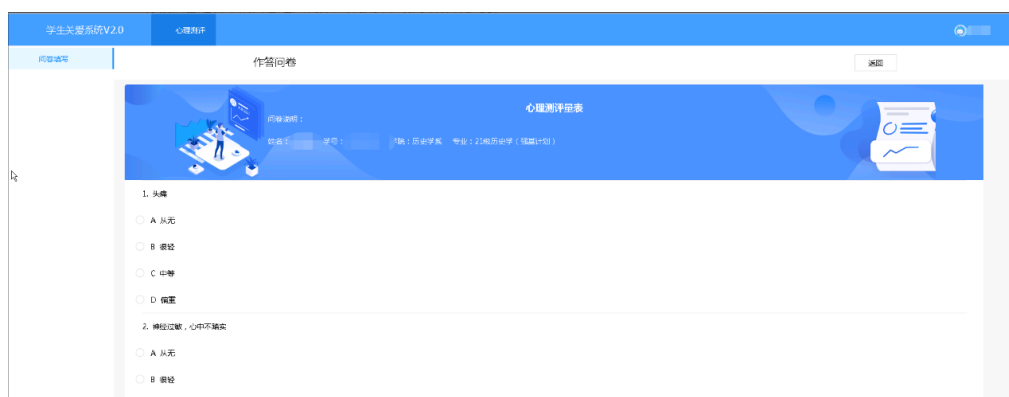 学生关爱系统V2.0 心理测评
问卷填写
作答问卷
返回
心理测评量表
问卷说明：
姓名： 学号： 院：历史学系 专业：21级历史学（强基计划）
1. 头痛
A 从无
B 很轻
C 中等
D 偏重
2. 神经过敏，心中不踏实
A 从无
B 很轻